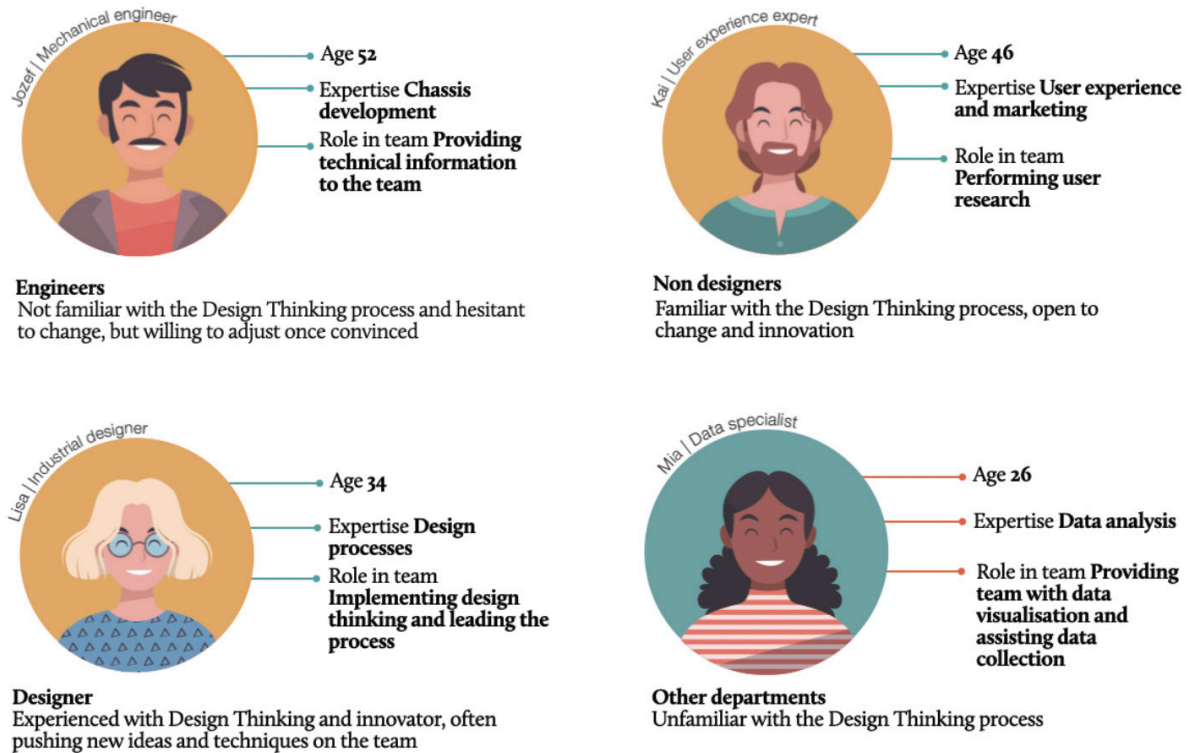 Jozef | Mechanical engineer
Age 52
Expertise Chassis
development
Role in team Providing
technical information
to the team
Engineers
Not familiar with the Design Thinking process and hesitant
to change, but willing to adjust once convinced
Kai | User experience expert
Age 46
Expertise User experience
and marketing
Role in team
Performing user
research
Non designers
Familiar with the Design Thinking process, open to
change and innovation
Lisa | Industrial designer
Age 34
Expertise Design
processes
Role in team
Implementing design
thinking and leading the
process
Designer
Experienced with Design Thinking and innovator, often
pushing new ideas and techniques on the team
Mia | Data specialist
Age 26
Expertise Data analysis
Role in team Providing
team with data
visualisation and
assisting data
collection
Other departments
Unfamiliar with the Design Thinking process